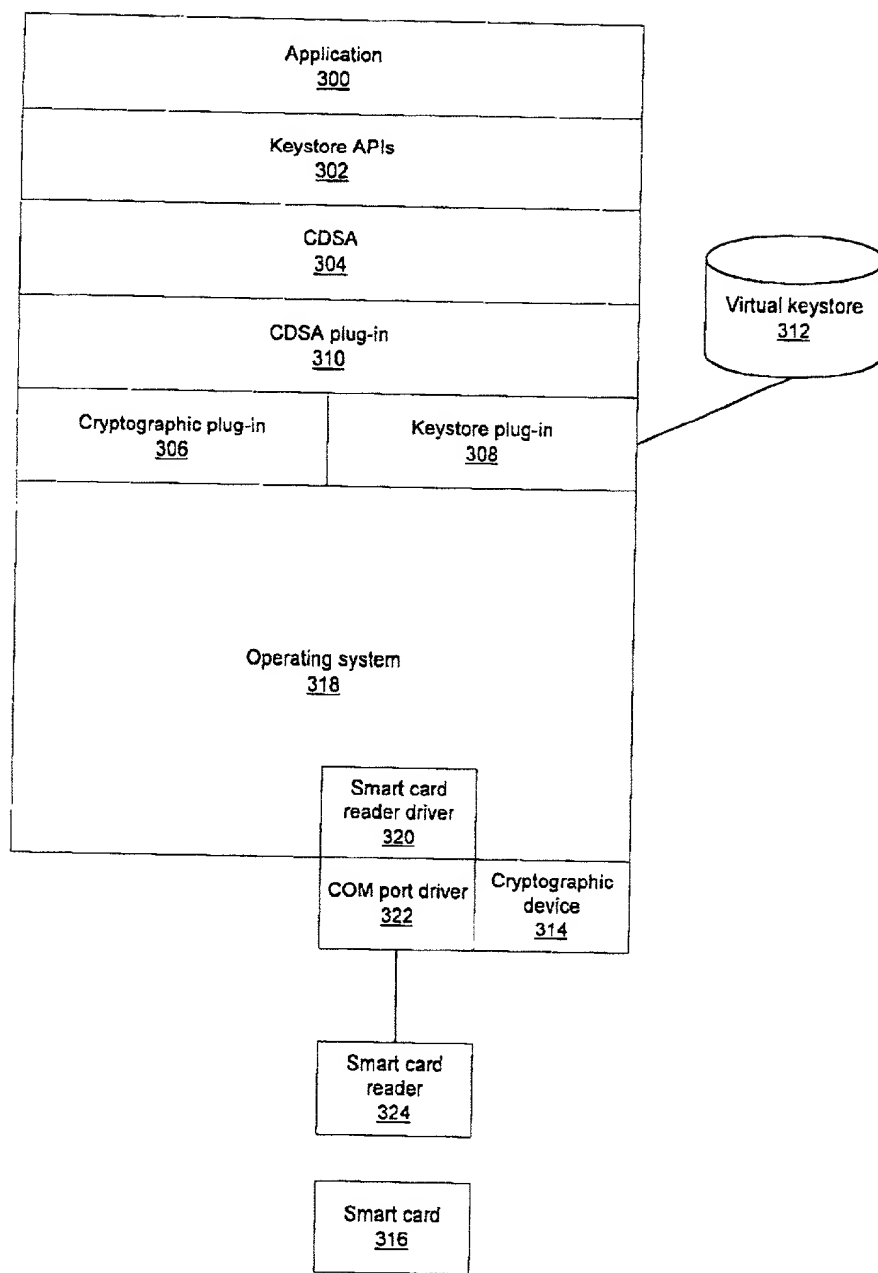 Application
300
Keystore APIs
302
CDSA
304
CDSA plug-in
310
Virtual keystore
312
Cryptographic plug-in
306
Keystore plug-in
308
Operating system
318
Smart card
reader driver
320
COM port driver
322
Cryptographic
device
314
Smart card
reader
324
Smart card
316